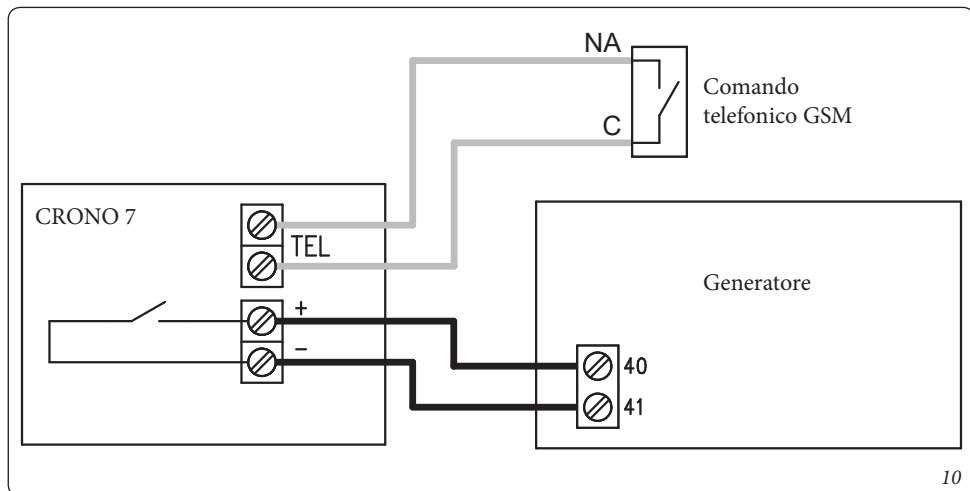 NA
Comando
telefonico GSM
C
CRONO 7
TEL
+
-
Generatore
40
41
10